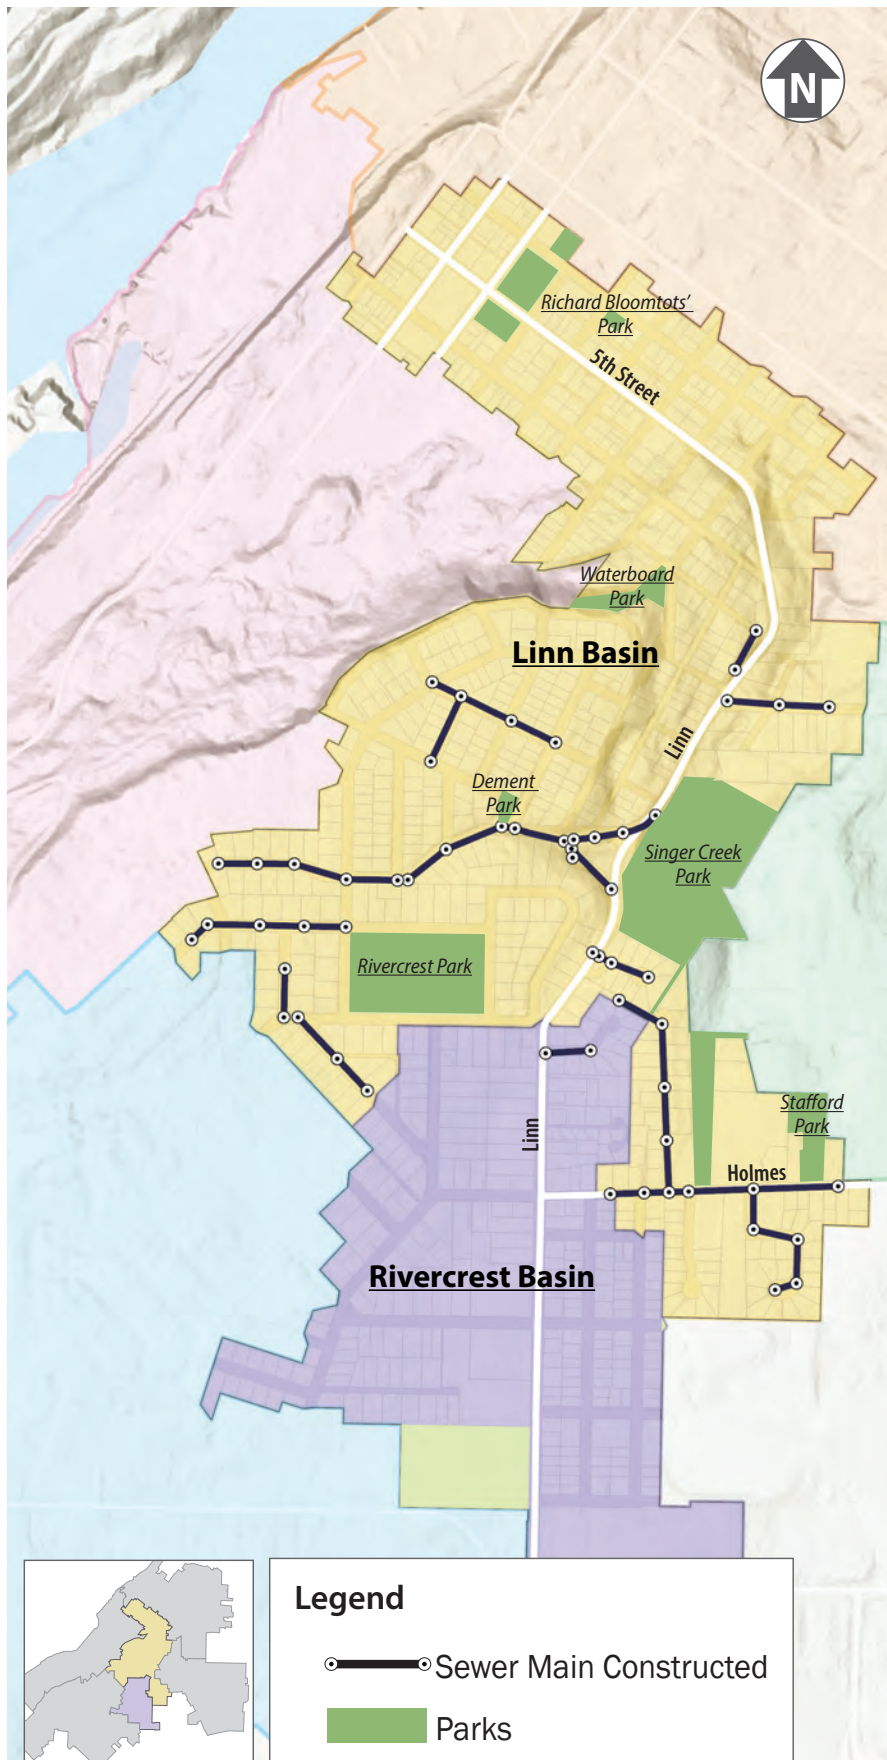 N
Richard Bloomtots'
Park
5th Street
Waterboard
Park
Linn Basin
Linn
Dement
Park
Singer Creek
Park
Rivercrest Park
Stafford
Park
Linn
Holmes
Rivercrest Basin
Legend
Sewer Main Constructed
Parks